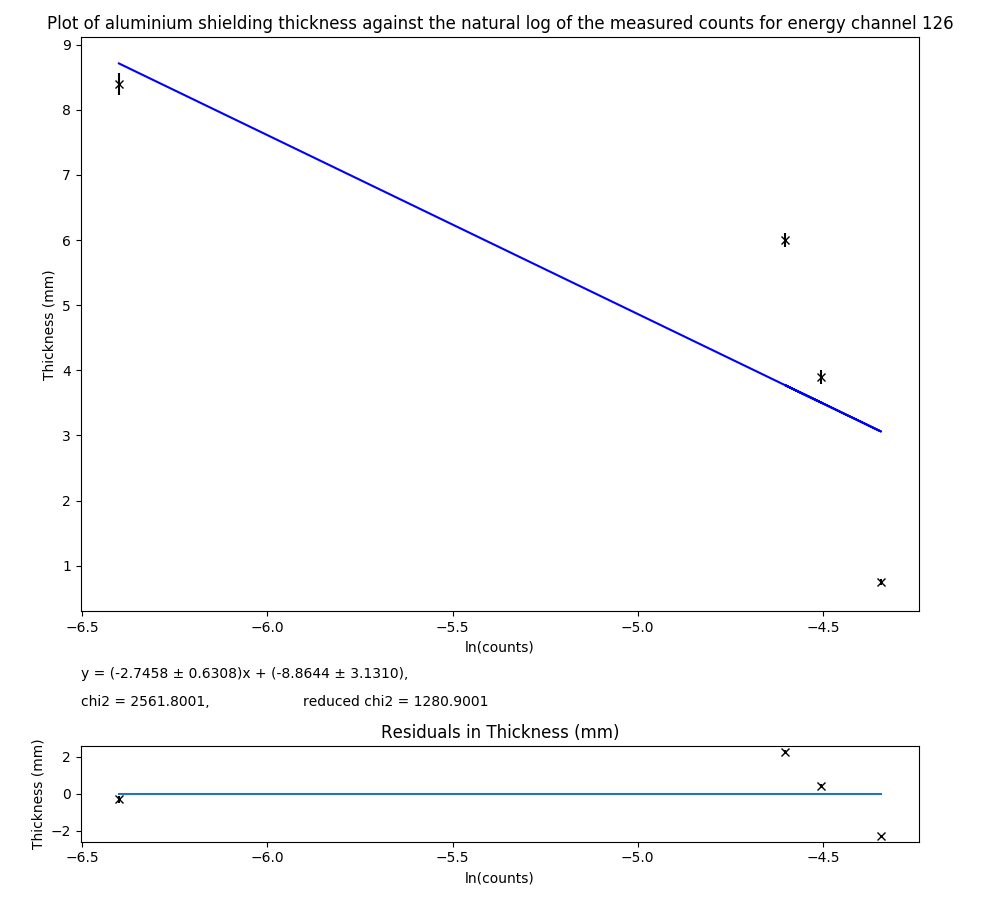 Plot of aluminium shielding thickness against the natural log of the measured counts for energy channel 126
9
8
7
6
5
4
3
2
1
Thickness (mm)
−6.5 −6.0 −5.5 −5.0 −4.5
ln(counts)
y = (-2.7458 ± 0.6308)x + (-8.8644 ± 3.1310),
chi2 = 2561.8001, reduced chi2 = 1280.9001
Residuals in Thickness (mm)
2
0
−2
Thickness (mm)
−6.5 −6.0 −5.5 −5.0 −4.5
ln(counts)